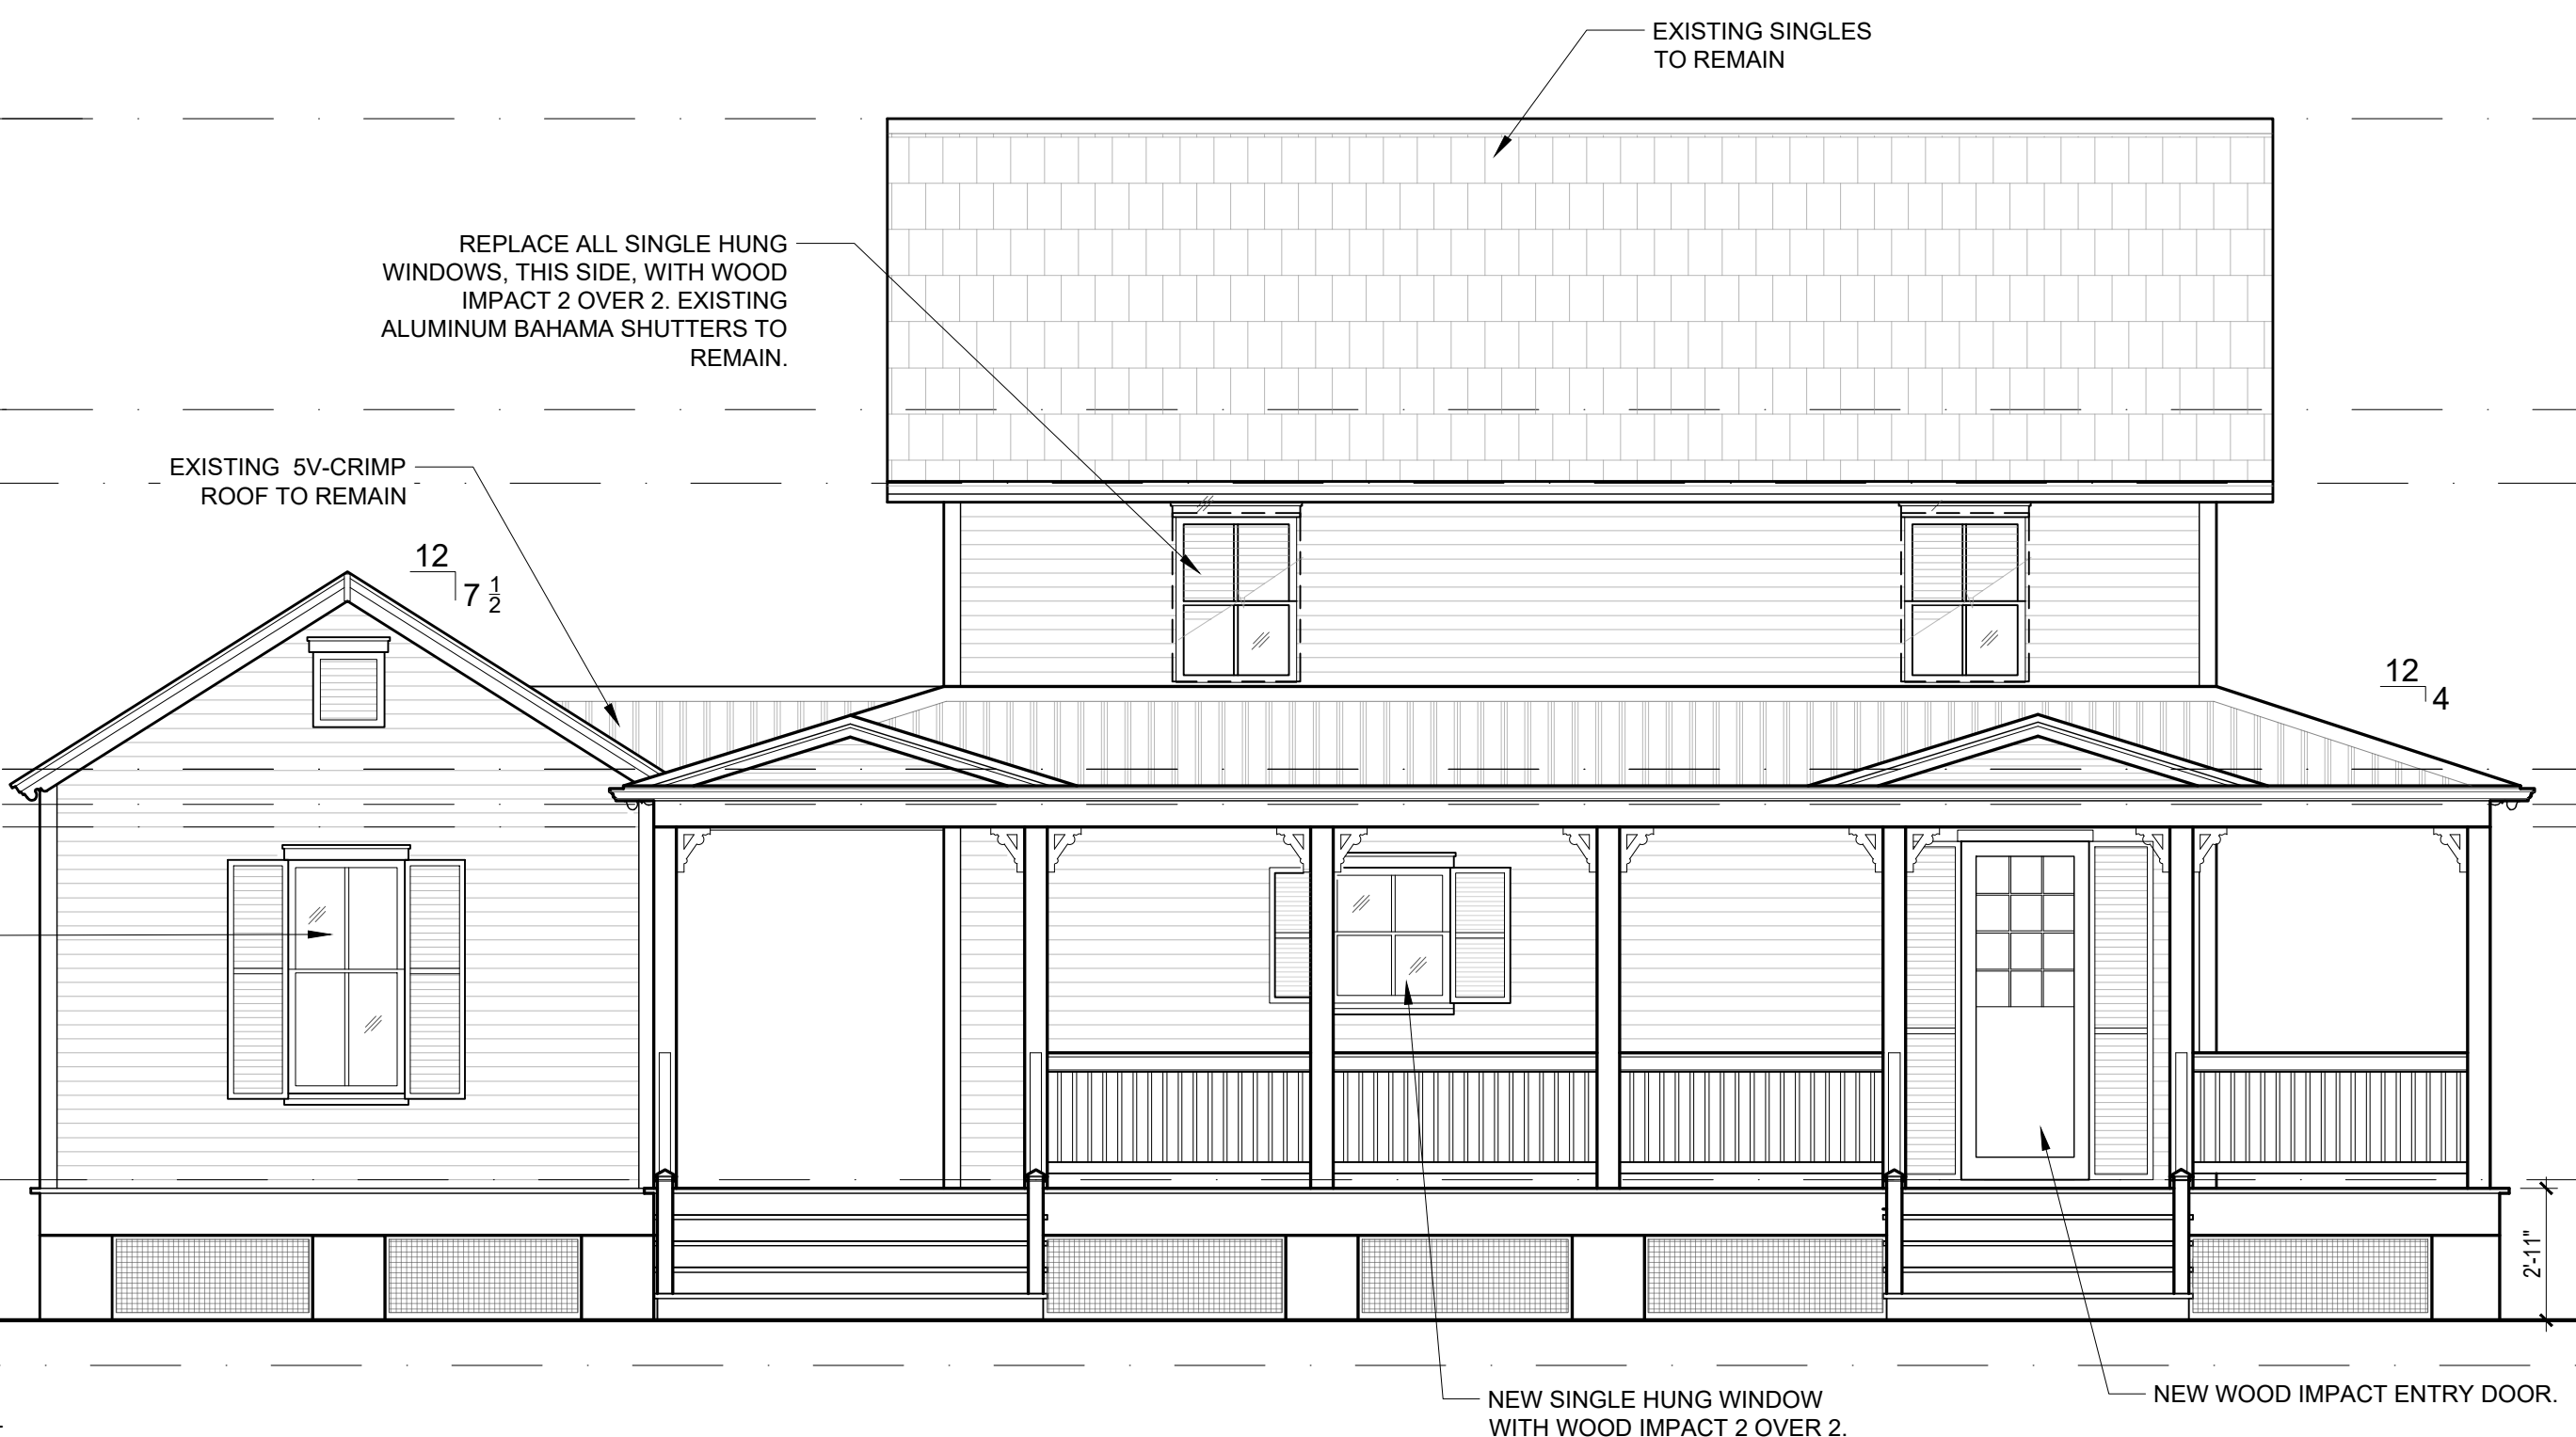 EXISTING SINGLES
TO REMAIN
REPLACE ALL SINGLE HUNG
WINDOWS, THIS SIDE, WITH WOOD
IMPACT 2 OVER 2. EXISTING
ALUMINUM BAHAMA SHUTTERS TO
REMAIN.
EXISTING 5V-CRIMP
ROOF TO REMAIN
12
7 1/2
12
4
2'-11"
NEW SINGLE HUNG WINDOW
WITH WOOD IMPACT 2 OVER 2.
NEW WOOD IMPACT ENTRY DOOR.